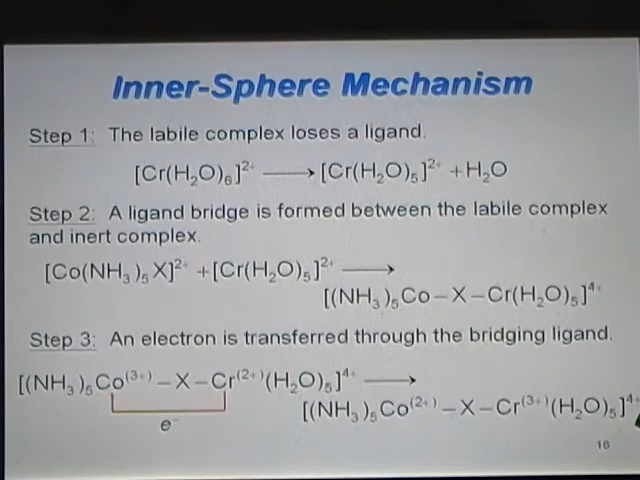 Inner-Sphere Mechanism
Step 1: The labile complex loses a ligand.
[Cr(H₂O)₆]²⁺ ⟶ [Cr(H₂O)₅]²⁺ + H₂O
Step 2: A ligand bridge is formed between the labile complex
and inert complex.
[Co(NH₃)₅X]²⁺ + [Cr(H₂O)₅]²⁺ ⟶
[(NH₃)₅Co–X–Cr(H₂O)₅]⁴⁺
Step 3: An electron is transferred through the bridging ligand.
[(NH₃)₅Co⁽³⁺⁾–X–Cr⁽²⁺⁾(H₂O)₅]⁴⁺ ⟶
[(NH₃)₅Co⁽²⁺⁾–X–Cr⁽³⁺⁾(H₂O)₅]⁴⁺
e⁻
16